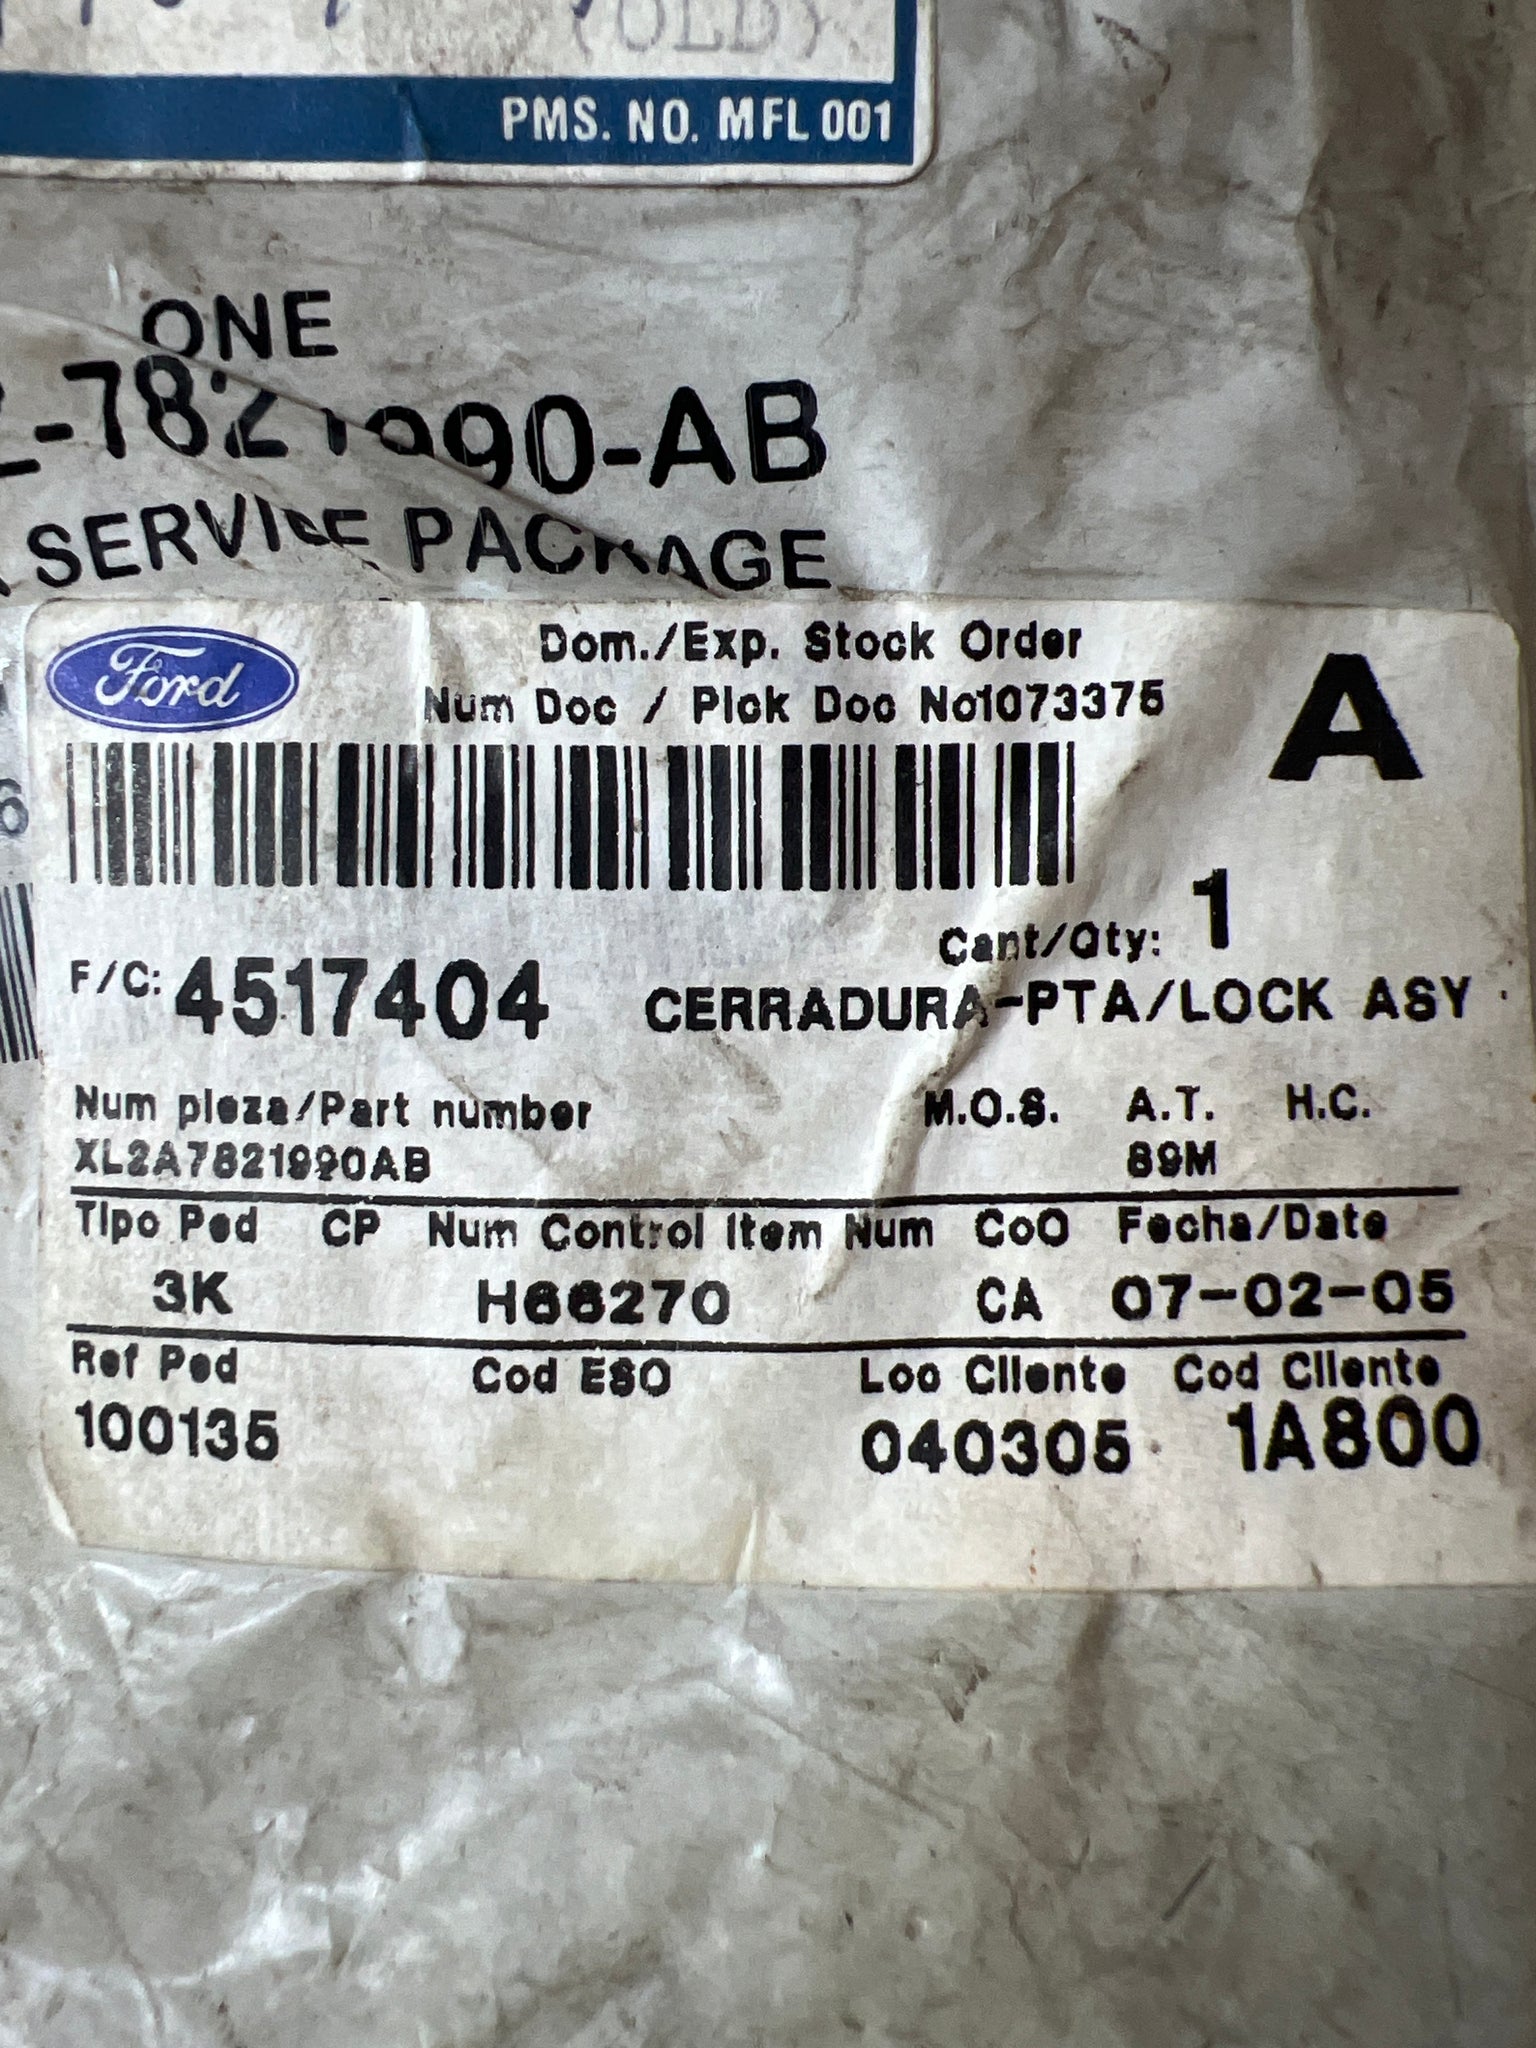 (OLD)
PMS. NO. MFL 001
ONE
-7821990-AB
SERVICE PACKAGE
Ford
Dom./Exp. Stock Order
A
Num Doc / Pick Doc No1073375
6
Cant/Qty: 1
F/C: 4517404 CERRADURA-PTA/LOCK ASY
Num pieza/Part number M.O.S. A.T. H.C.
XL2A7821990AB 89M
Tipo Ped CP Num Control Item Num CoO Fecha/Date
3K H66270 CA 07-02-05
Ref Ped Cod ESO Loc Cliente Cod Cliente
100135 040305 1A800